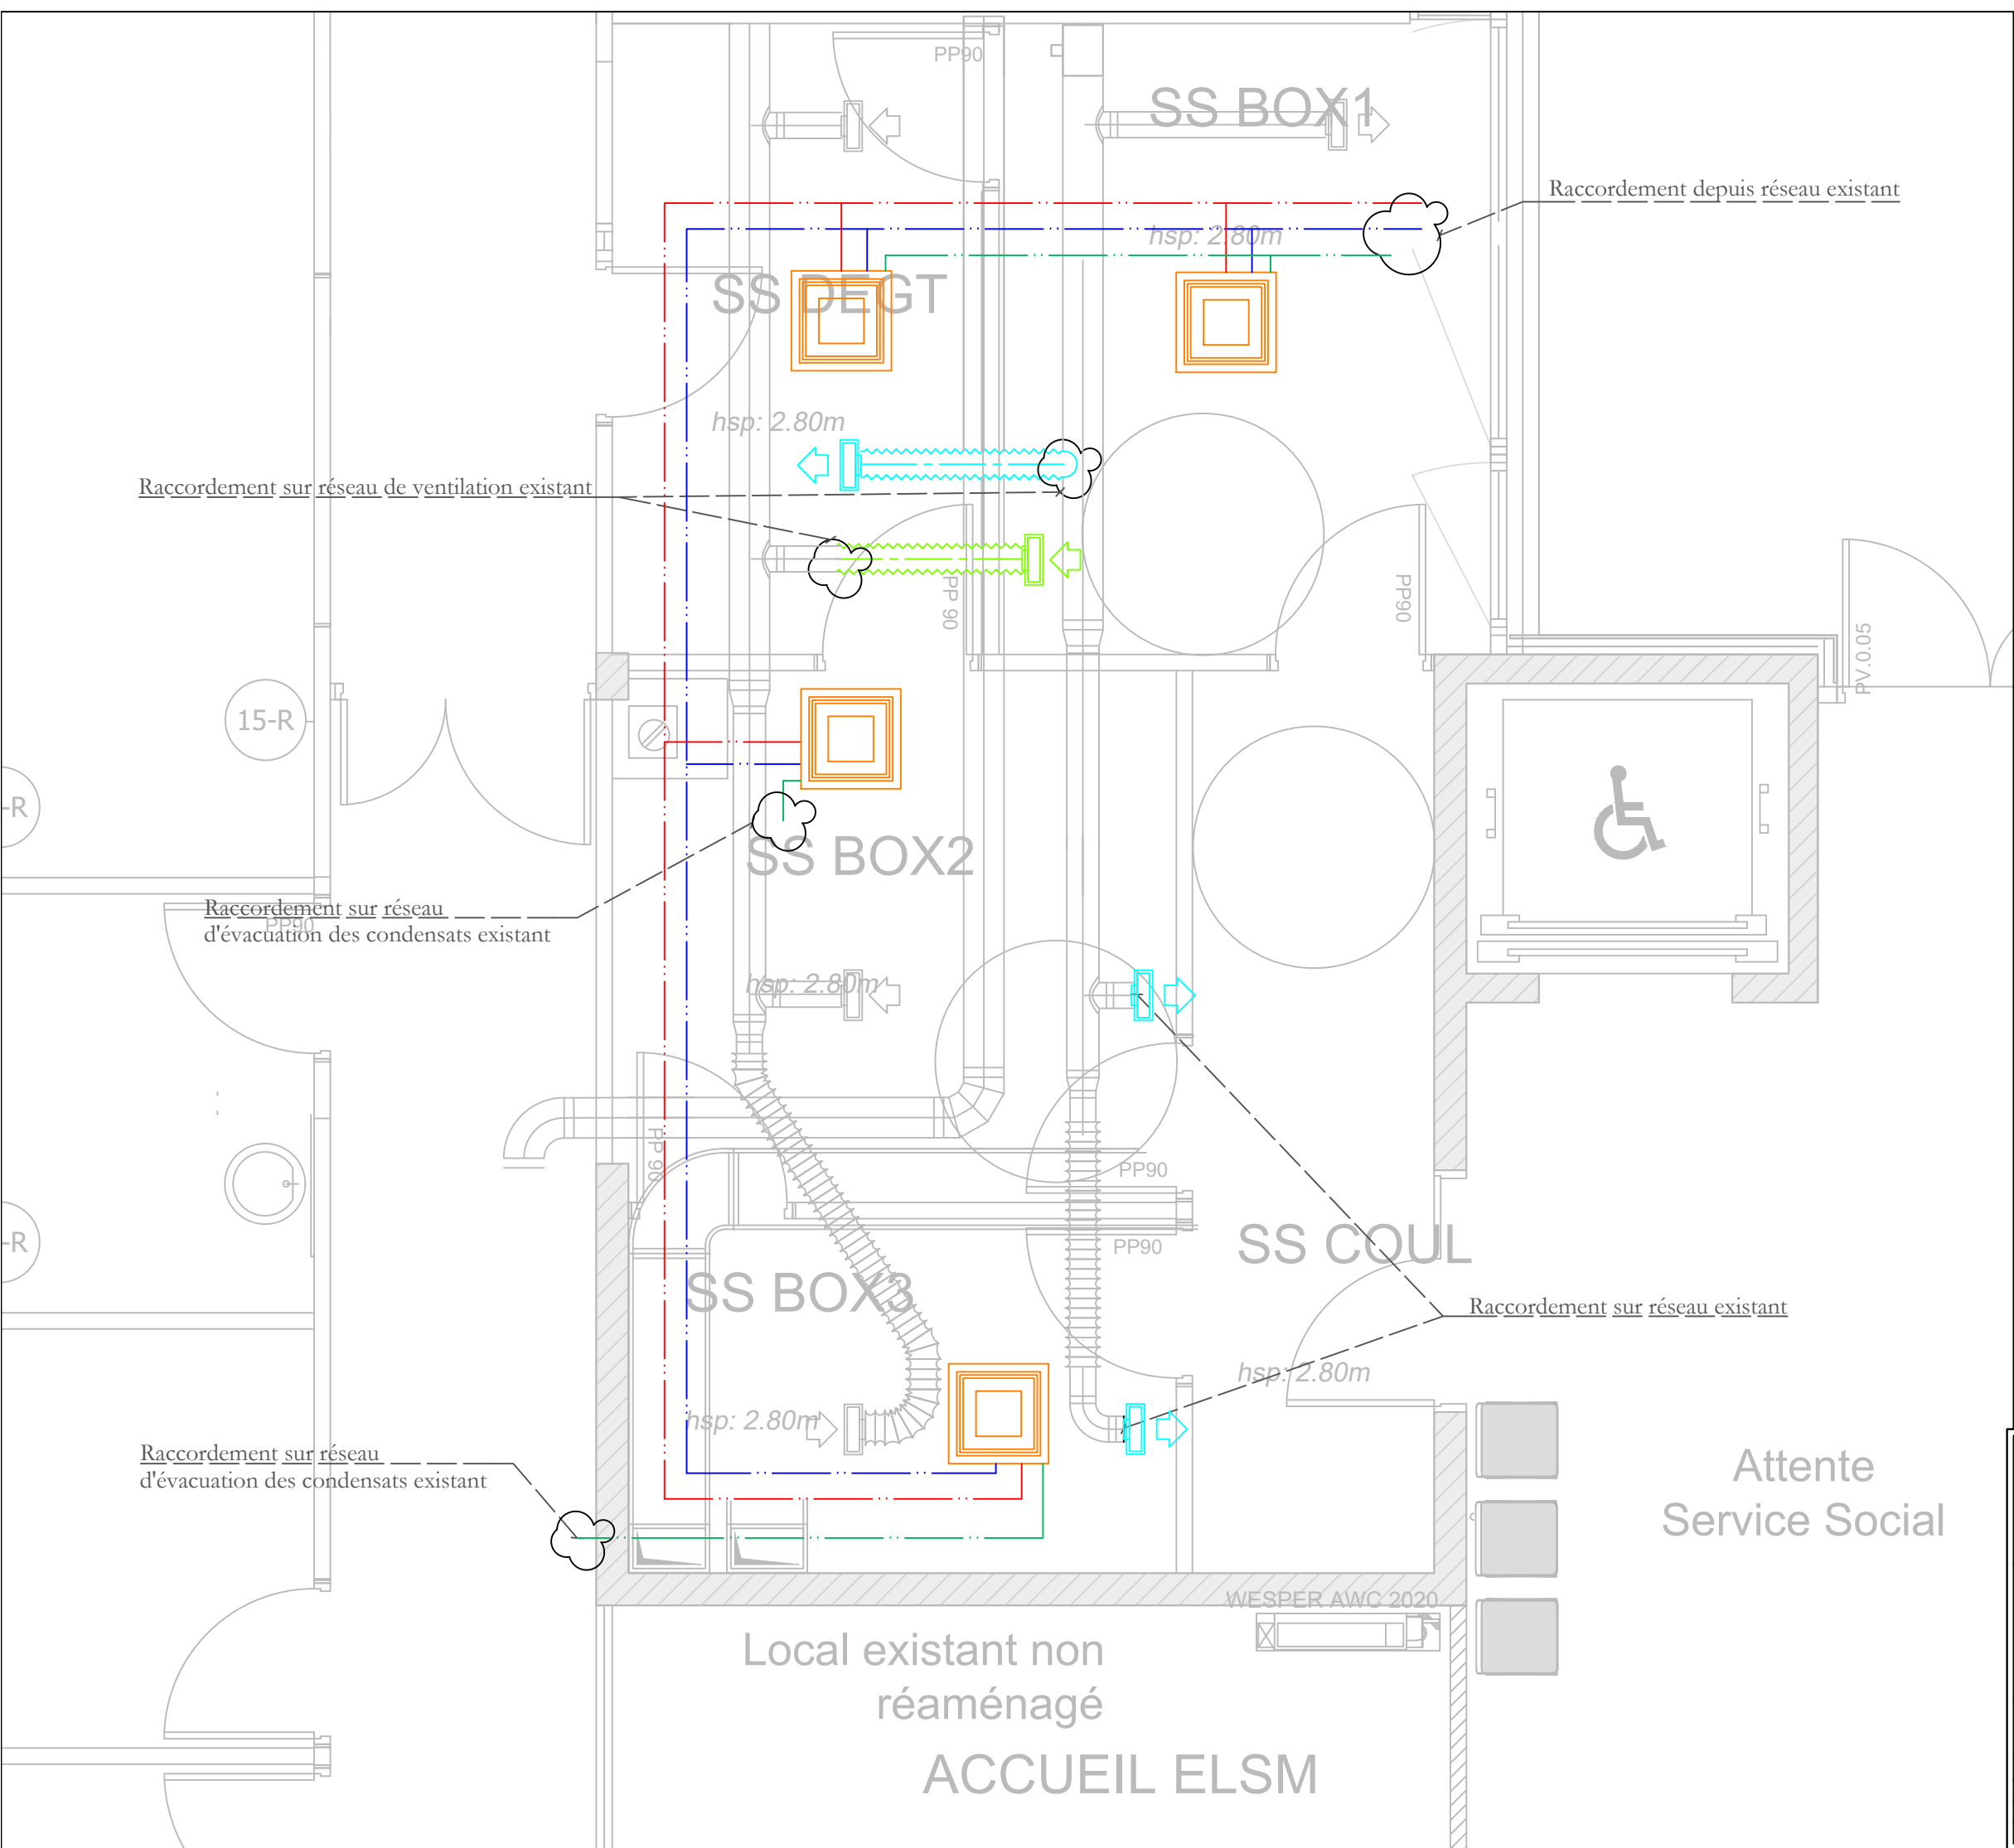 PP90
SS BOX1
Raccordement depuis réseau existant
hsp: 2.80m
SS DEGT
hsp: 2.80m
Raccordement sur réseau de ventilation existant
PP 90
PP90
PV.0.05
15-R
-R
SS BOX2
Raccordement sur réseau
d'évacuation des condensats existant
PP90
hsp: 2.80m
PP 90
PP90
-R
SS COUL
PP90
SS BOX3
Raccordement sur réseau existant
hsp: 2.80m
hsp: 2.80m
Raccordement sur réseau
d'évacuation des condensats existant
Attente
Service Social
WESPER AWC 2020
Local existant non
réaménagé
ACCUEIL ELSM